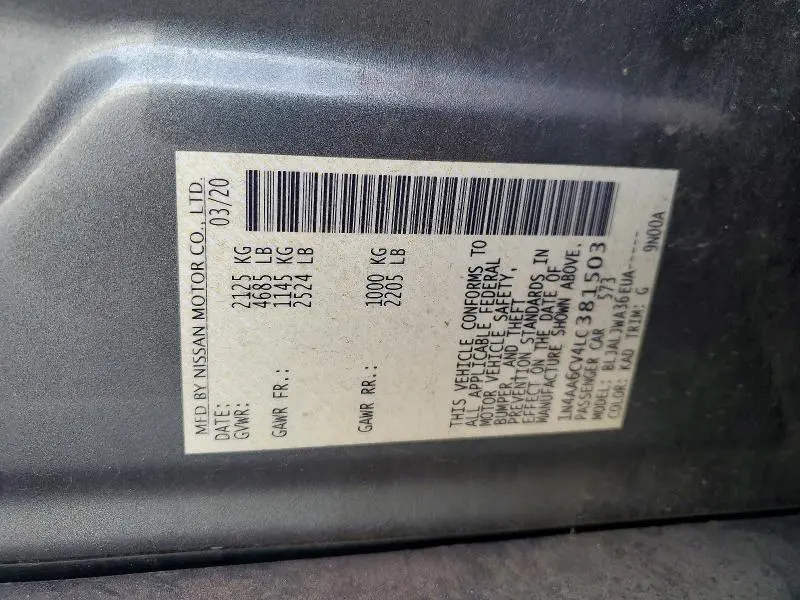 MFD BY NISSAN MOTOR CO., LTD.
DATE: 03/20
GVWR: 2125 KG
4685 LB
GAWR FR.: 1145 KG
2524 LB
GAWR RR.: 1000 KG
2205 LB
THIS VEHICLE CONFORMS TO
ALL APPLICABLE FEDERAL
MOTOR VEHICLE SAFETY,
BUMPER, AND THEFT
PREVENTION STANDARDS IN
EFFECT ON THE DATE OF
MANUFACTURE SHOWN ABOVE.
1N4AA6CV4LC381503
PASSENGER CAR 573
MODEL: BLJALJWA36EUA-----
COLOR: KAD TRIM: G 9N00A